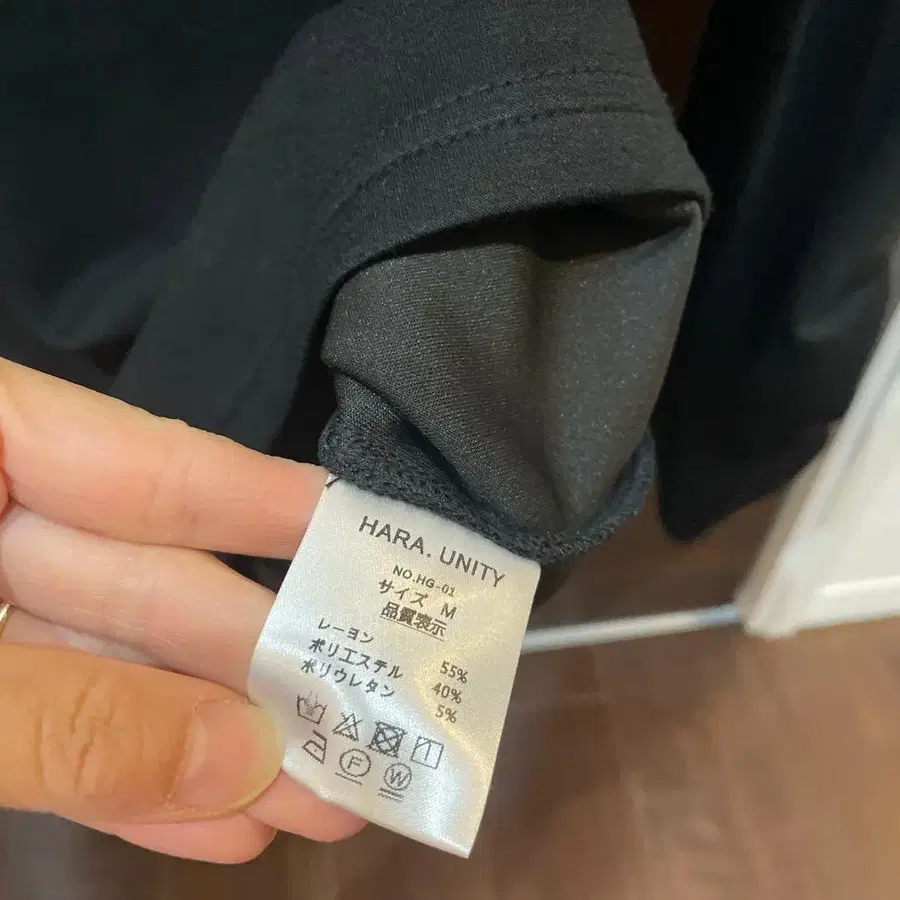 HARA. UNITY
NO.HG-01
サイズ M
品質表示
レーヨン 55%
ポリエステル 40%
ポリウレタン 5%
F W